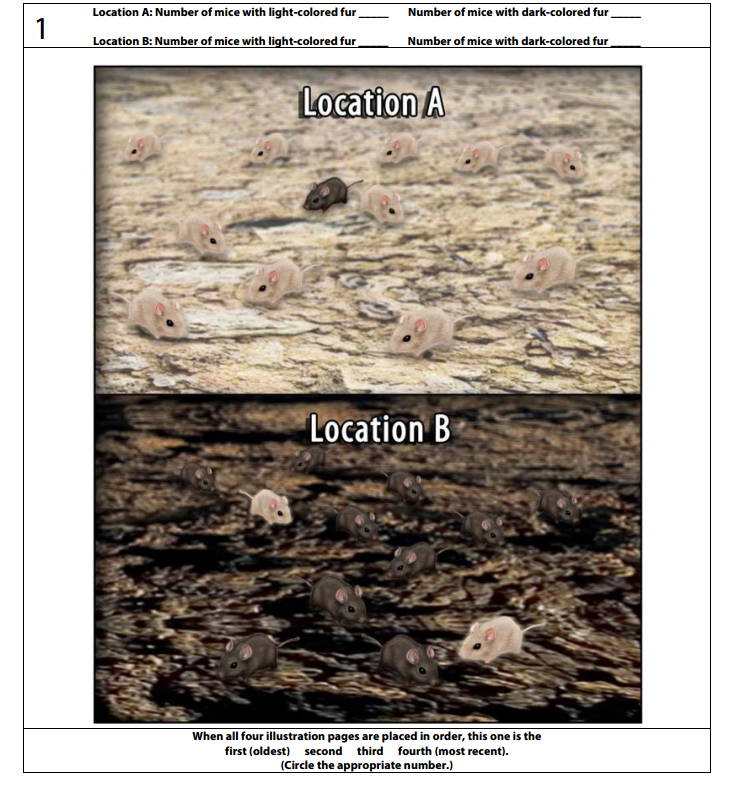 1
Location A: Number of mice with light-colored fur _____ Number of mice with dark-colored fur _____
Location B: Number of mice with light-colored fur _____ Number of mice with dark-colored fur _____
Location A
Location B
When all four illustration pages are placed in order, this one is the
first (oldest) second third fourth (most recent).
(Circle the appropriate number.)